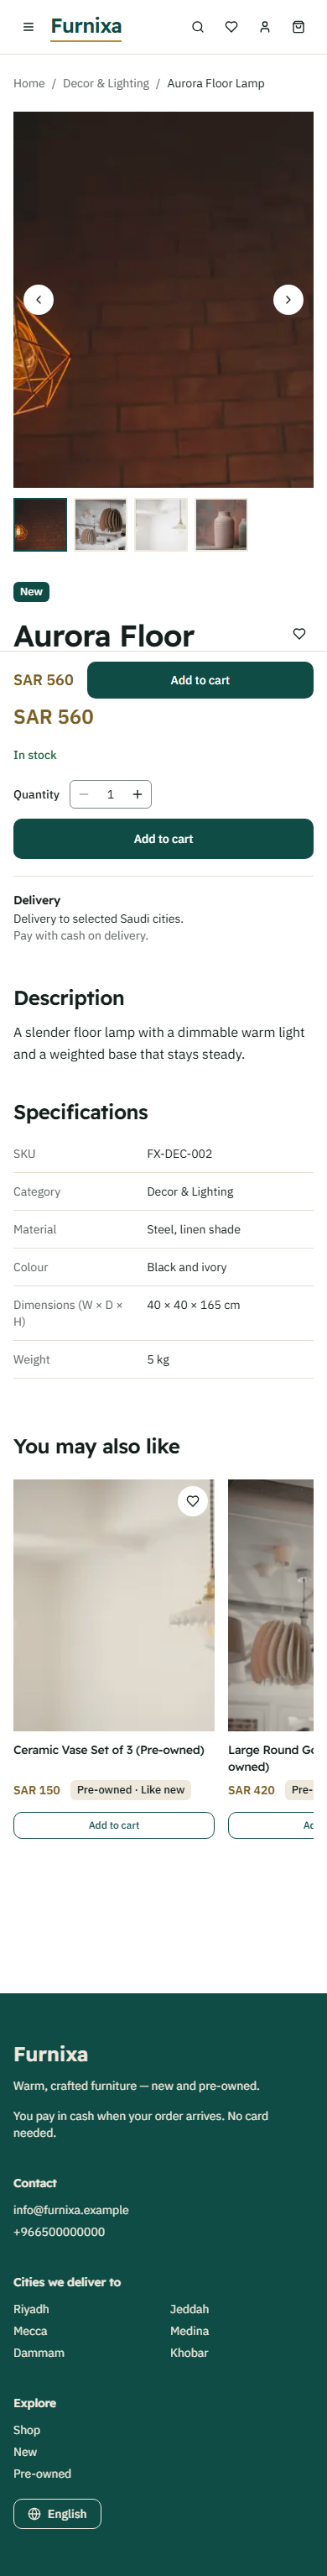 Furnixa
Home / Decor & Lighting / Aurora Floor Lamp
New
Aurora Floor
SAR 560
Add to cart
SAR 560
In stock
Quantity
1
Add to cart
Delivery
Delivery to selected Saudi cities.
Pay with cash on delivery.
Description
A slender floor lamp with a dimmable warm light
and a weighted base that stays steady.
Specifications
SKU FX-DEC-002
Category Decor & Lighting
Material Steel, linen shade
Colour Black and ivory
Dimensions (W × D × 40 × 40 × 165 cm
H)
Weight 5 kg
You may also like
Ceramic Vase Set of 3 (Pre-owned)
SAR 150 Pre-owned · Like new
Add to cart
Large Round Go
owned)
SAR 420 Pre-
Ad
Furnixa
Warm, crafted furniture — new and pre-owned.
You pay in cash when your order arrives. No card
needed.
Contact
info@furnixa.example
+966500000000
Cities we deliver to
Riyadh Jeddah
Mecca Medina
Dammam Khobar
Explore
Shop
New
Pre-owned
English